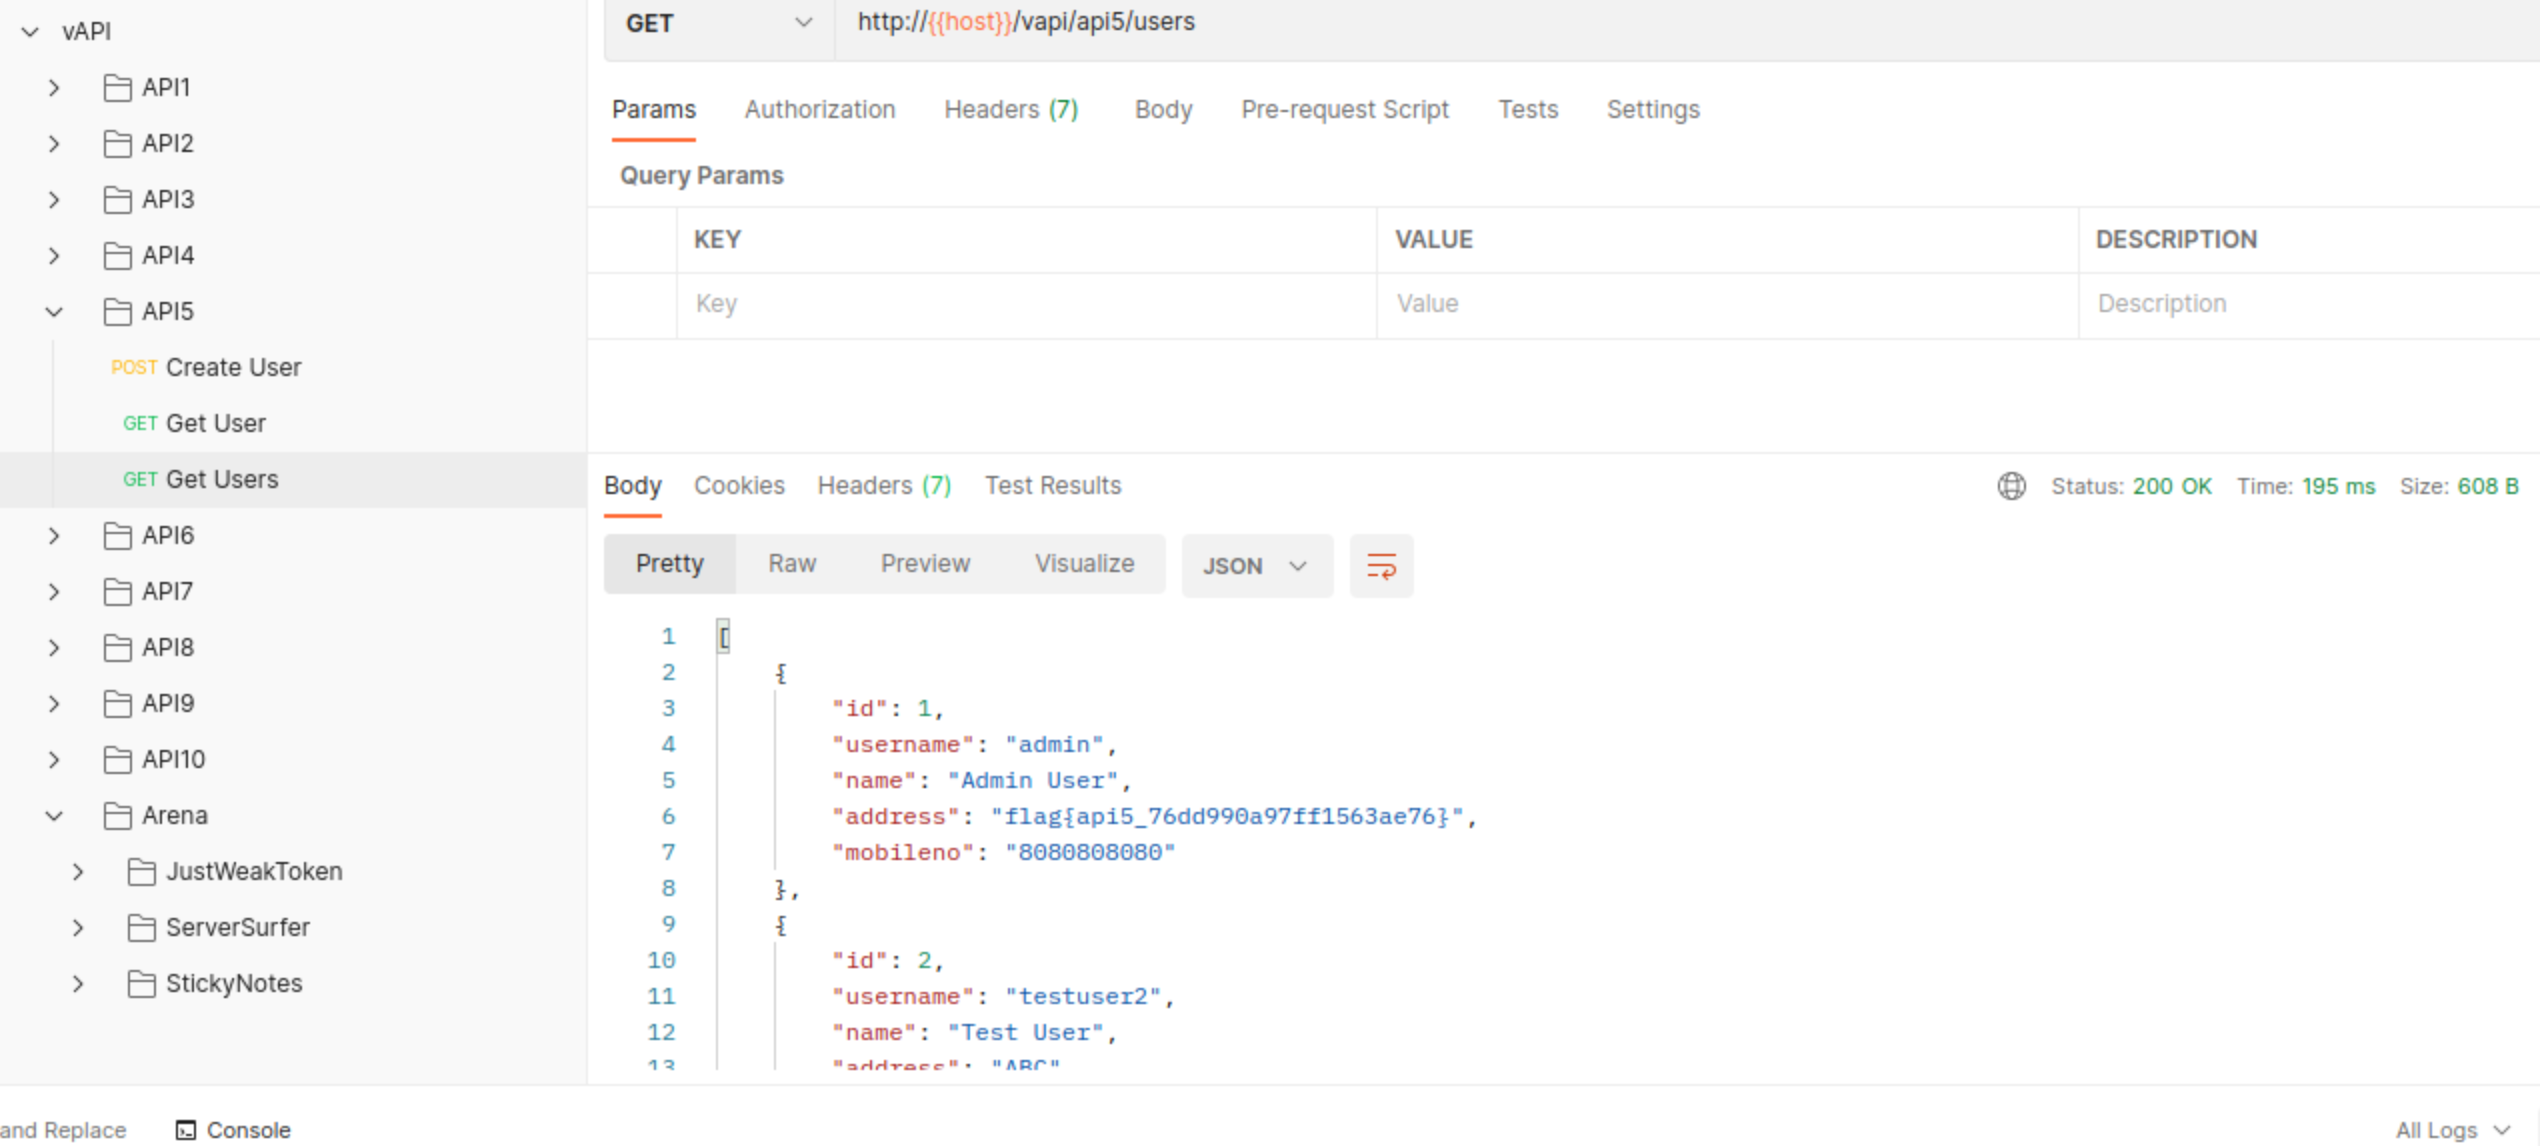 vAPI
API1
API2
API3
API4
API5
POST Create User
GET Get User
GET Get Users
API6
API7
API8
API9
API10
Arena
JustWeakToken
ServerSurfer
StickyNotes
GET http://{{host}}/vapi/api5/users
Params Authorization Headers (7) Body Pre-request Script Tests Settings
Query Params
KEY VALUE DESCRIPTION
Key Value Description
Body Cookies Headers (7) Test Results Status: 200 OK Time: 195 ms Size: 608 B
Pretty Raw Preview Visualize JSON
1 [
2 {
3 "id": 1,
4 "username": "admin",
5 "name": "Admin User",
6 "address": "flag{api5_76dd990a97ff1563ae76}",
7 "mobileno": "8080808080"
8 },
9 {
10 "id": 2,
11 "username": "testuser2",
12 "name": "Test User",
13 "address": "ABC"
and Replace Console All Logs